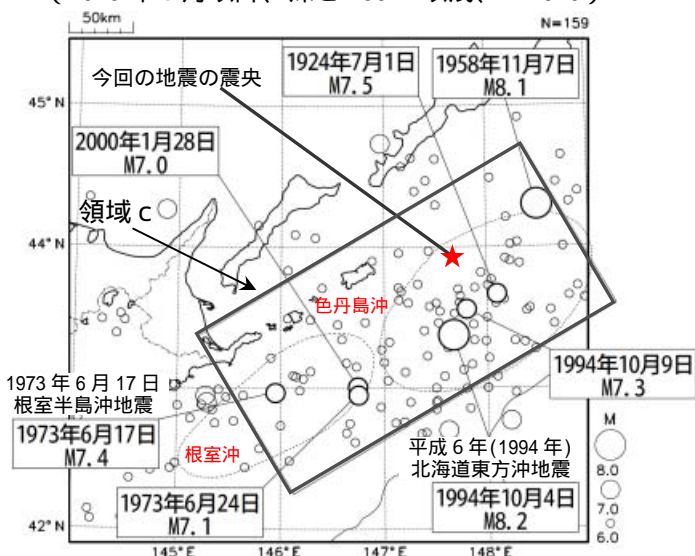 50km
N=159
1924年7月1日
M7.5
1958年11月7日
M8.1
今回の地震の震央
45°N
2000年1月28日
M7.0
領域 c
44°N
色丹島沖
1994年10月9日
M7.3
1973 年 6 月 17 日
根室半島沖地震
1973年6月17日
M7.4
根室沖
平成 6 年(1994 年)
北海道東方沖地震
1994年10月4日
M8.2
1973年6月24日
M7.1
M
8.0
7.0
6.0
42°N
145°E
146°E
147°E
148°E